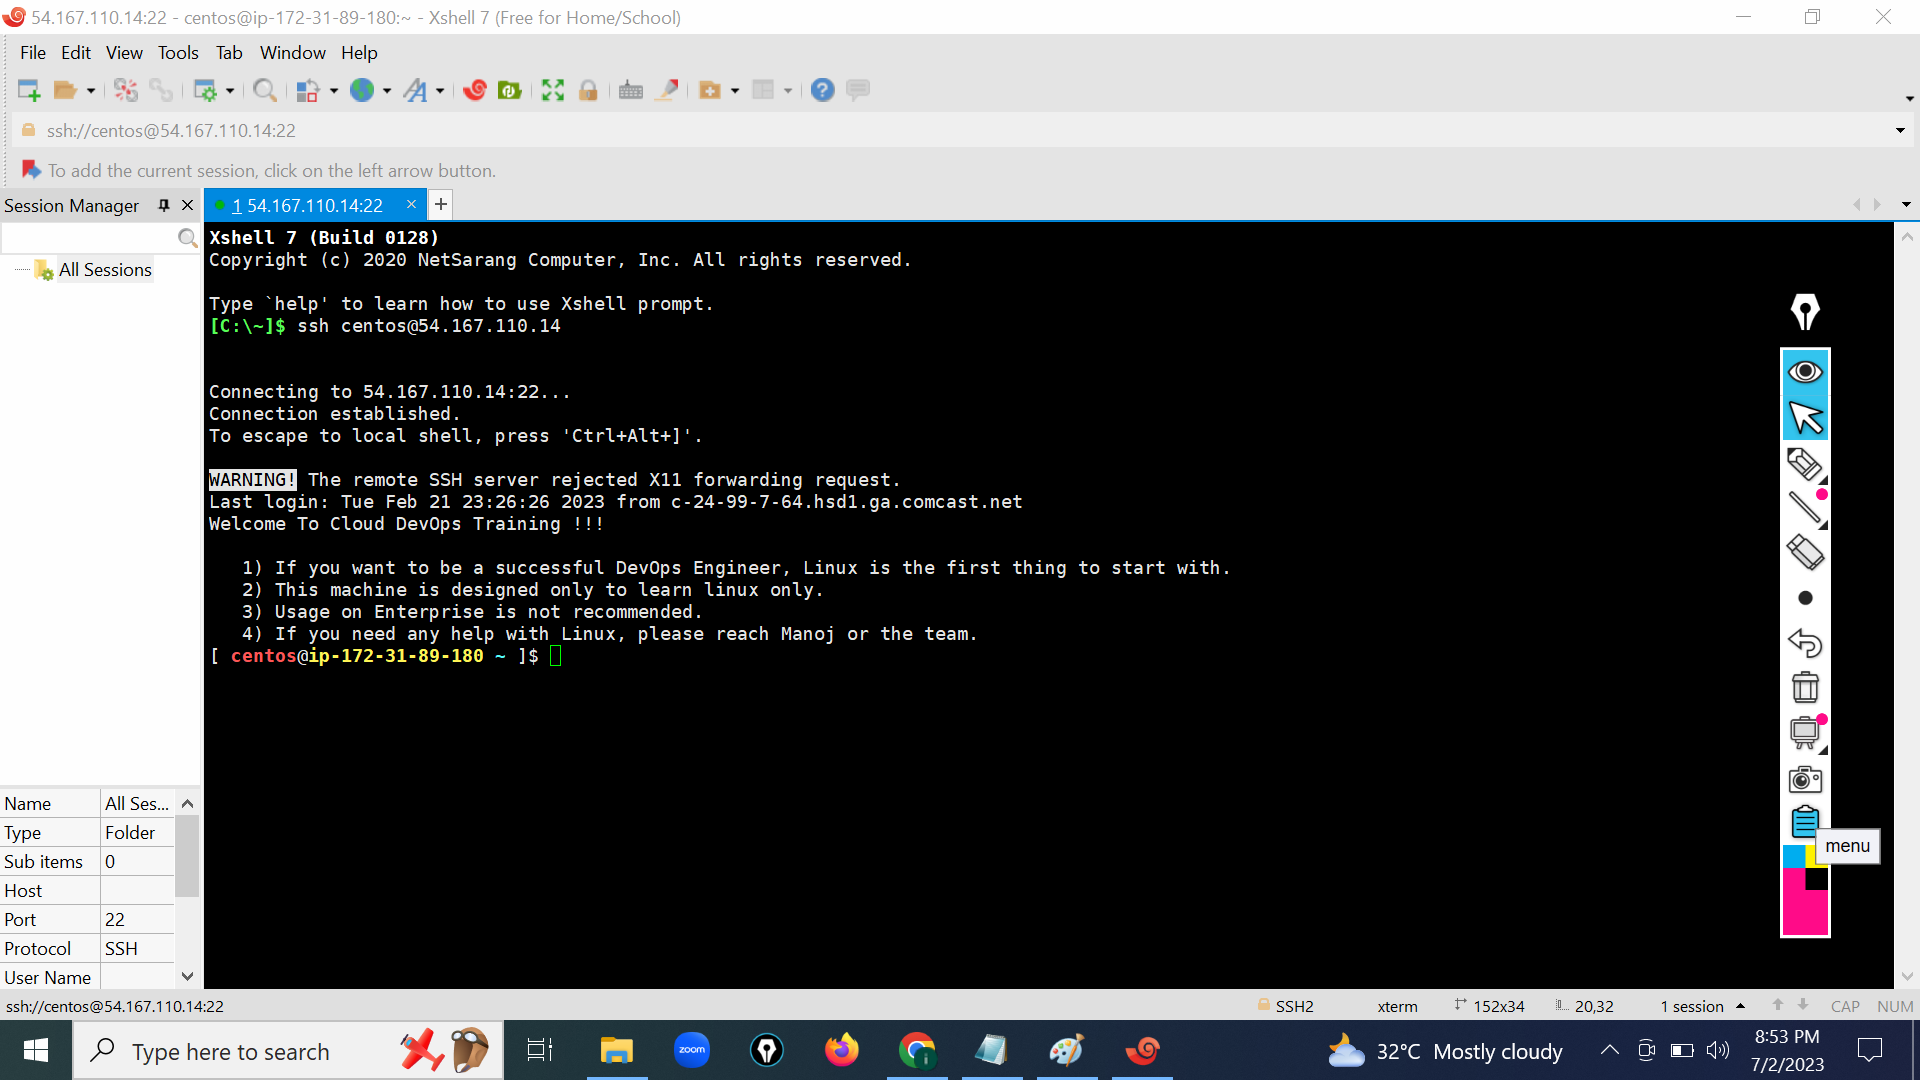 54.167.110.14:22 - centos@ip-172-31-89-180:~ - Xshell 7 (Free for Home/School)
File Edit View Tools Tab Window Help
ssh://centos@54.167.110.14:22
To add the current session, click on the left arrow button.
Session Manager
1 54.167.110.14:22
All Sessions
Xshell 7 (Build 0128)
Copyright (c) 2020 NetSarang Computer, Inc. All rights reserved.
Type `help' to learn how to use Xshell prompt.
[C:\~]$ ssh centos@54.167.110.14
Connecting to 54.167.110.14:22...
Connection established.
To escape to local shell, press 'Ctrl+Alt+]'.
WARNING! The remote SSH server rejected X11 forwarding request.
Last login: Tue Feb 21 23:26:26 2023 from c-24-99-7-64.hsd1.ga.comcast.net
Welcome To Cloud DevOps Training !!!
1) If you want to be a successful DevOps Engineer, Linux is the first thing to start with.
2) This machine is designed only to learn linux only.
3) Usage on Enterprise is not recommended.
4) If you need any help with Linux, please reach Manoj or the team.
[ centos@ip-172-31-89-180 ~ ]$
menu
Name All Ses...
Type Folder
Sub items 0
Host
Port 22
Protocol SSH
User Name
ssh://centos@54.167.110.14:22 SSH2 xterm 152x34 20,32 1 session CAP NUM
Type here to search
zoom
32°C Mostly cloudy
8:53 PM
7/2/2023